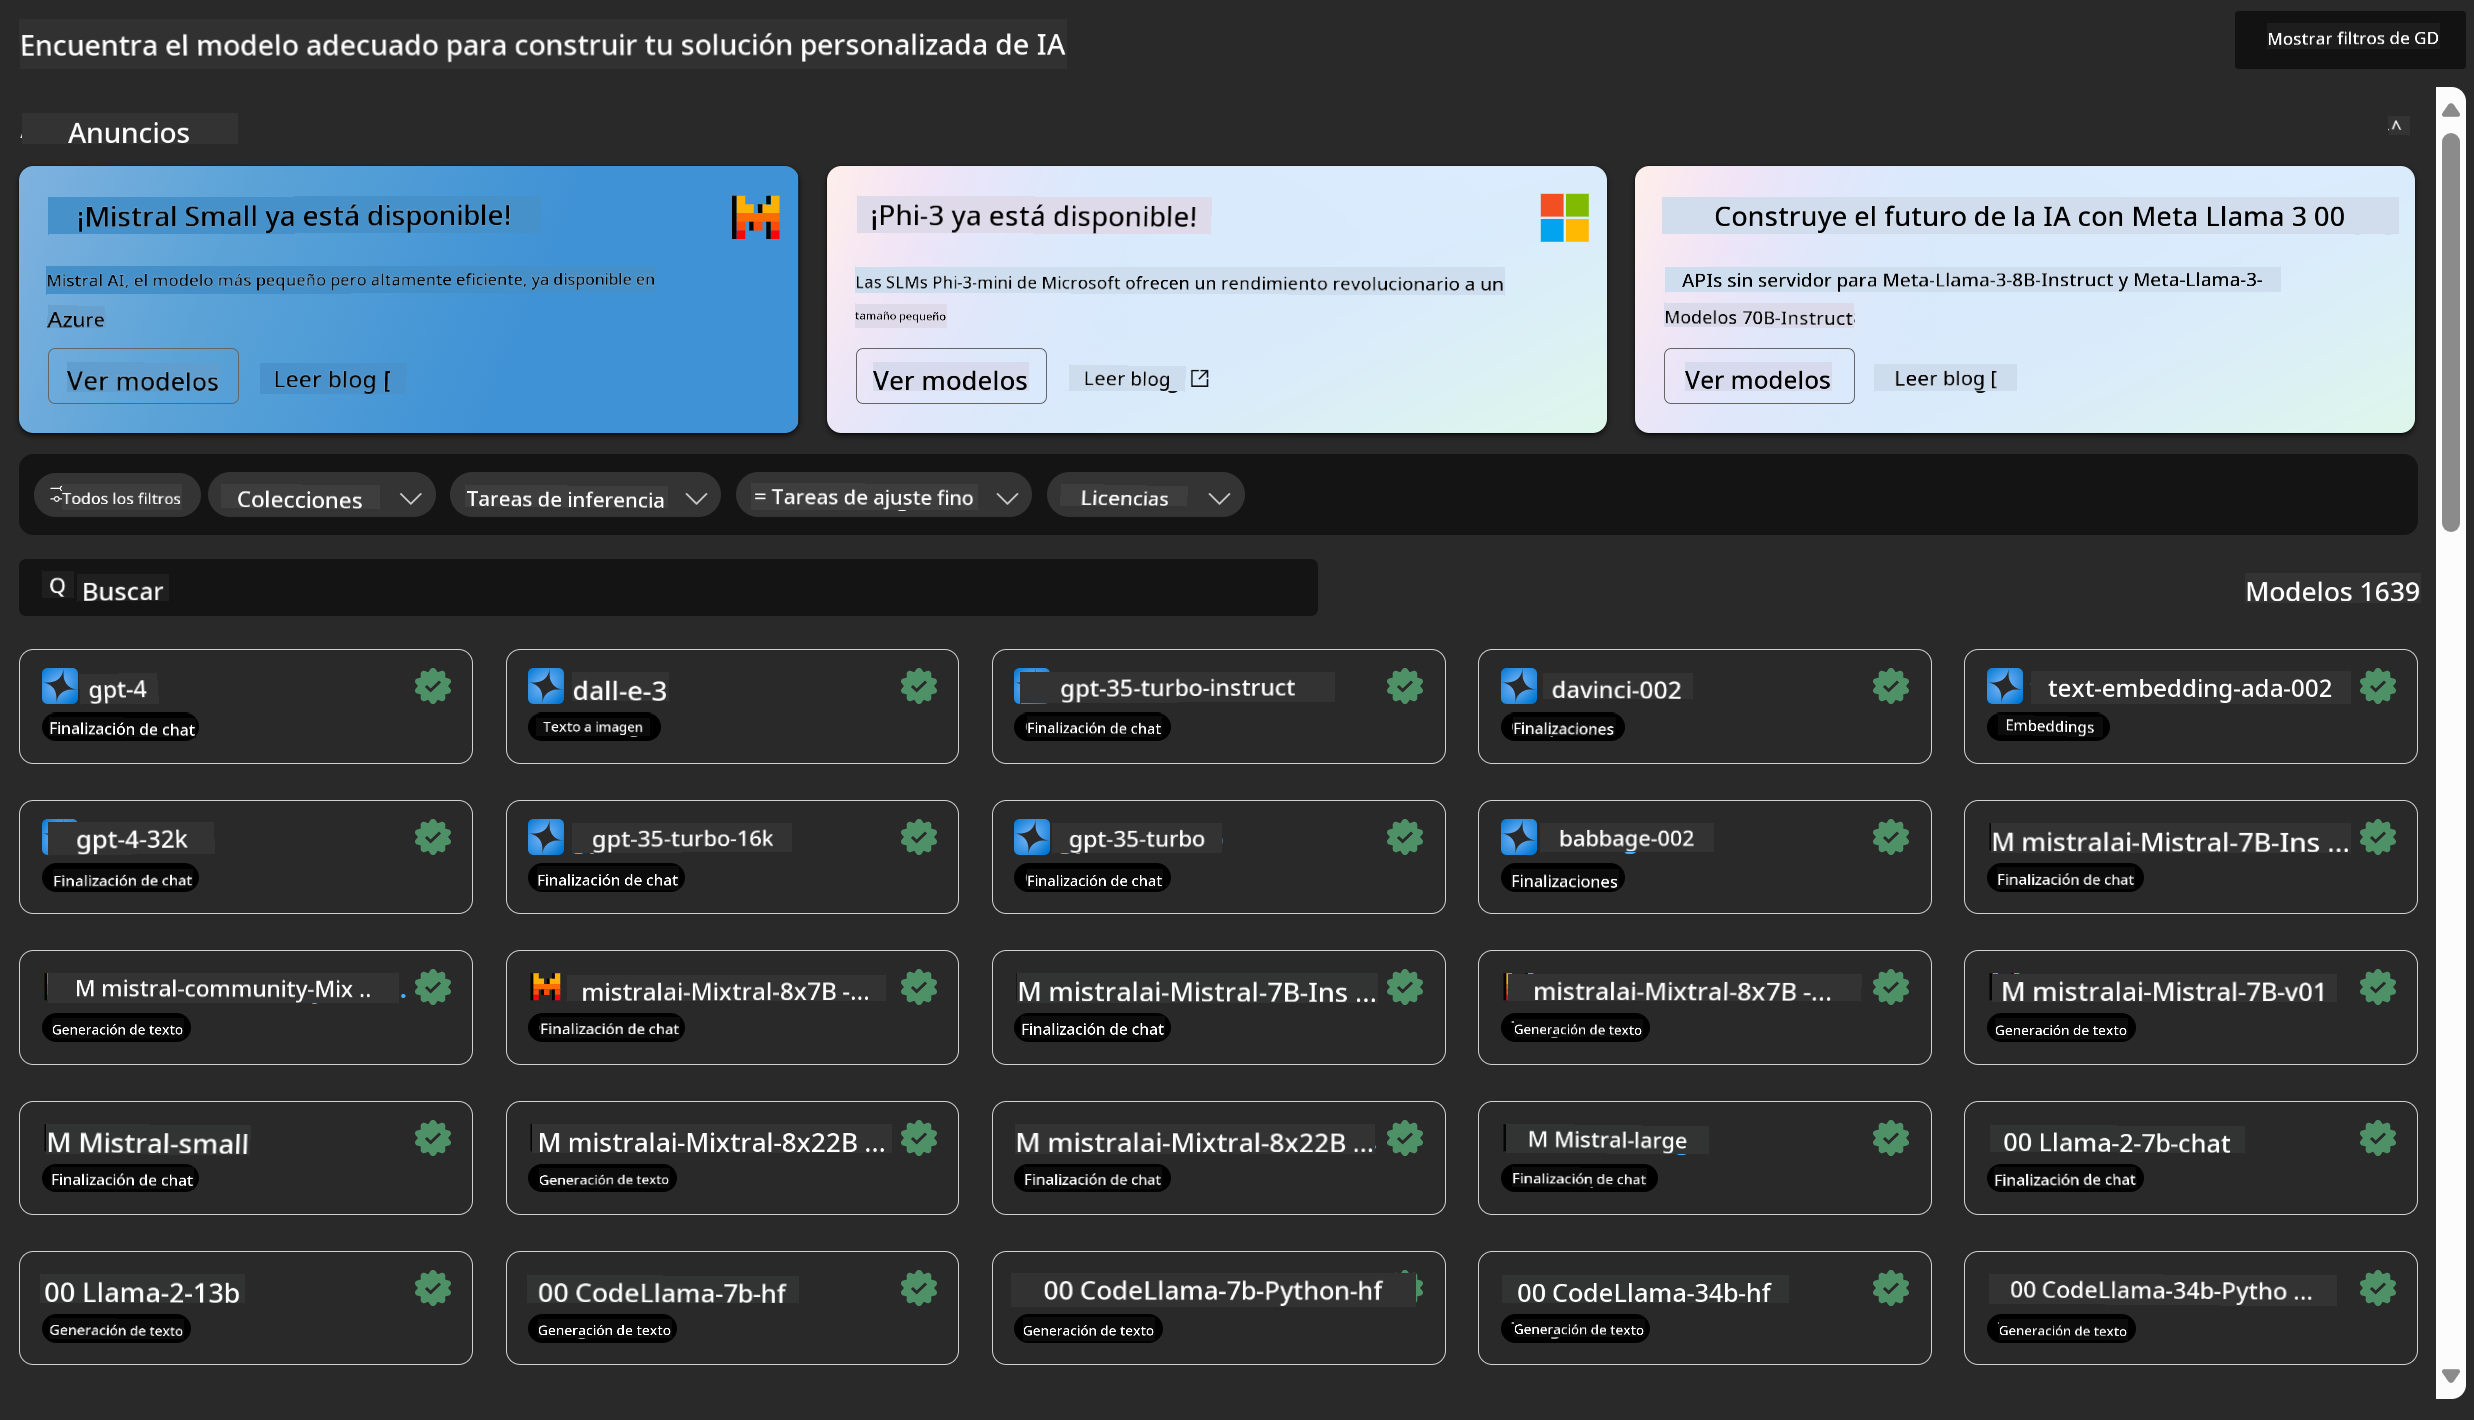 Encuentra el modelo adecuado para construir tu solución personalizada de IA
Mostrar filtros de GD
Anuncios
^
¡Mistral Small ya está disponible!
Mistral AI, el modelo más pequeño pero altamente eficiente, ya disponible en
Azure
Ver modelos
Leer blog [
¡Phi-3 ya está disponible!
Las SLMs Phi-3-mini de Microsoft ofrecen un rendimiento revolucionario a un
tamaño pequeño
Ver modelos
Leer blog
Construye el futuro de la IA con Meta Llama 3 00
APIs sin servidor para Meta-Llama-3-8B-Instruct y Meta-Llama-3-
Modelos 70B-Instruct
Ver modelos
Leer blog [
Todos los filtros
Colecciones
Tareas de inferencia
= Tareas de ajuste fino
Licencias
Q Buscar
Modelos 1639
gpt-4
Finalización de chat
dall-e-3
Texto a imagen
gpt-35-turbo-instruct
Finalización de chat
davinci-002
Finalizaciones
text-embedding-ada-002
Embeddings
gpt-4-32k
Finalización de chat
gpt-35-turbo-16k
Finalización de chat
gpt-35-turbo
Finalización de chat
babbage-002
Finalizaciones
M mistralai-Mistral-7B-Ins ...
Finalización de chat
M mistral-community-Mix ..
Generación de texto
mistralai-Mixtral-8x7B -...
Finalización de chat
M mistralai-Mistral-7B-Ins ...
Finalización de chat
mistralai-Mixtral-8x7B -...
Generación de texto
M mistralai-Mistral-7B-v01
Generación de texto
M Mistral-small
Finalización de chat
M mistralai-Mixtral-8x22B ...
Generación de texto
M mistralai-Mixtral-8x22B ...
Finalización de chat
M Mistral-large
Finalización de chat
00 Llama-2-7b-chat
Finalización de chat
00 Llama-2-13b
Generación de texto
00 CodeLlama-7b-hf
Generación de texto
00 CodeLlama-7b-Python-hf
Generación de texto
00 CodeLlama-34b-hf
Generación de texto
00 CodeLlama-34b-Pytho ...
Generación de texto